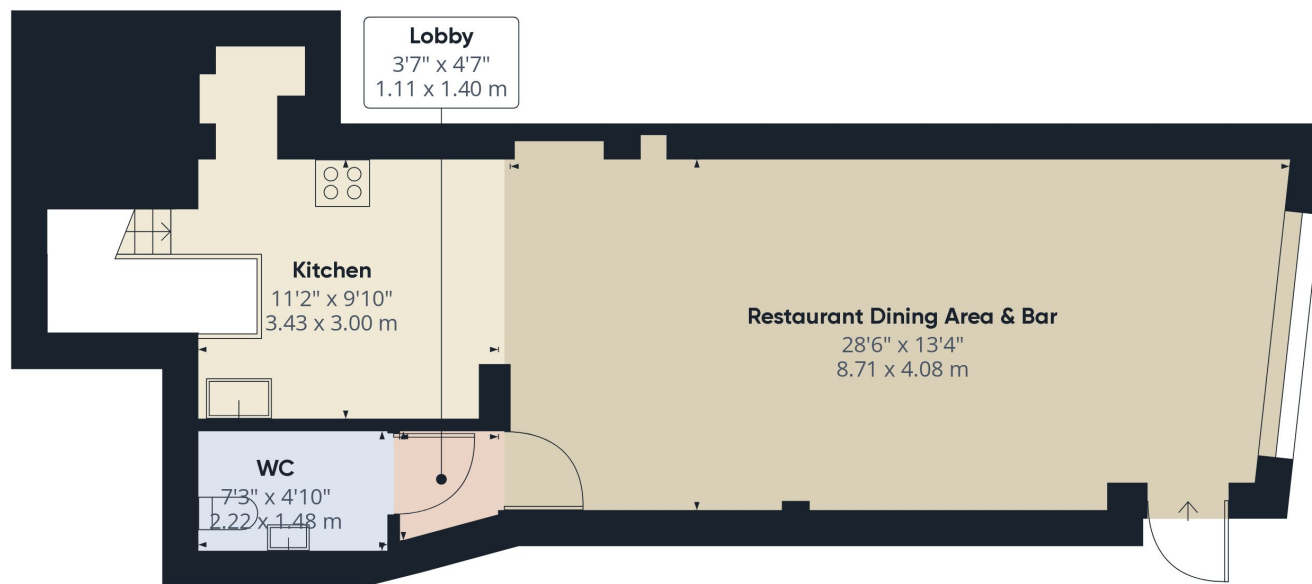 Lobby
3'7" x 4'7"
1.11 x 1.40 m
Kitchen
11'2" x 9'10"
3.43 x 3.00 m
Restaurant Dining Area & Bar
28'6" x 13'4"
8.71 x 4.08 m
WC
7'3" x 4'10"
2.22 x 1.48 m